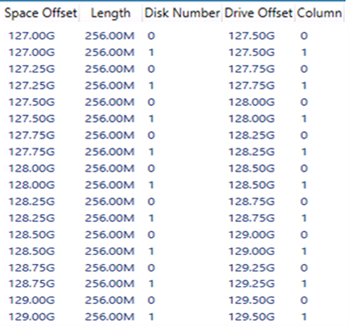 Space Offset Length Disk Number Drive Offset Column
127.00G 256.00M 0 127.50G 0
127.00G 256.00M 1 127.50G 1
127.25G 256.00M 0 127.75G 0
127.25G 256.00M 1 127.75G 1
127.50G 256.00M 0 128.00G 0
127.50G 256.00M 1 128.00G 1
127.75G 256.00M 0 128.25G 0
127.75G 256.00M 1 128.25G 1
128.00G 256.00M 0 128.50G 0
128.00G 256.00M 1 128.50G 1
128.25G 256.00M 0 128.75G 0
128.25G 256.00M 1 128.75G 1
128.50G 256.00M 0 129.00G 0
128.50G 256.00M 1 129.00G 1
128.75G 256.00M 0 129.25G 0
128.75G 256.00M 1 129.25G 1
129.00G 256.00M 0 129.50G 0
129.00G 256.00M 1 129.50G 1